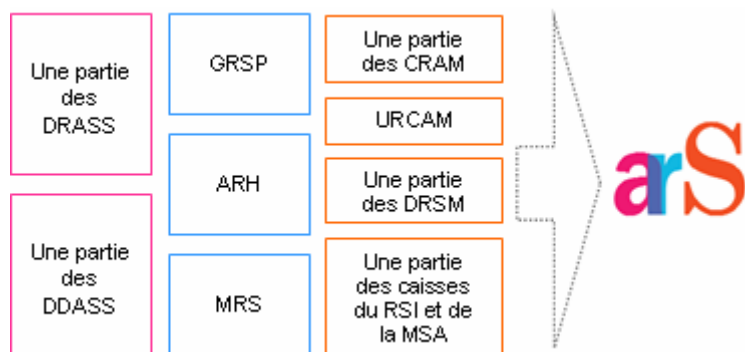 Une partie
des
DRASS
Une partie
des
DDASS
GRSP
ARH
MRS
Une partie
des CRAM
URCAM
Une partie
des DRSM
Une partie
des caisses
du RSI et de
la MSA
arS